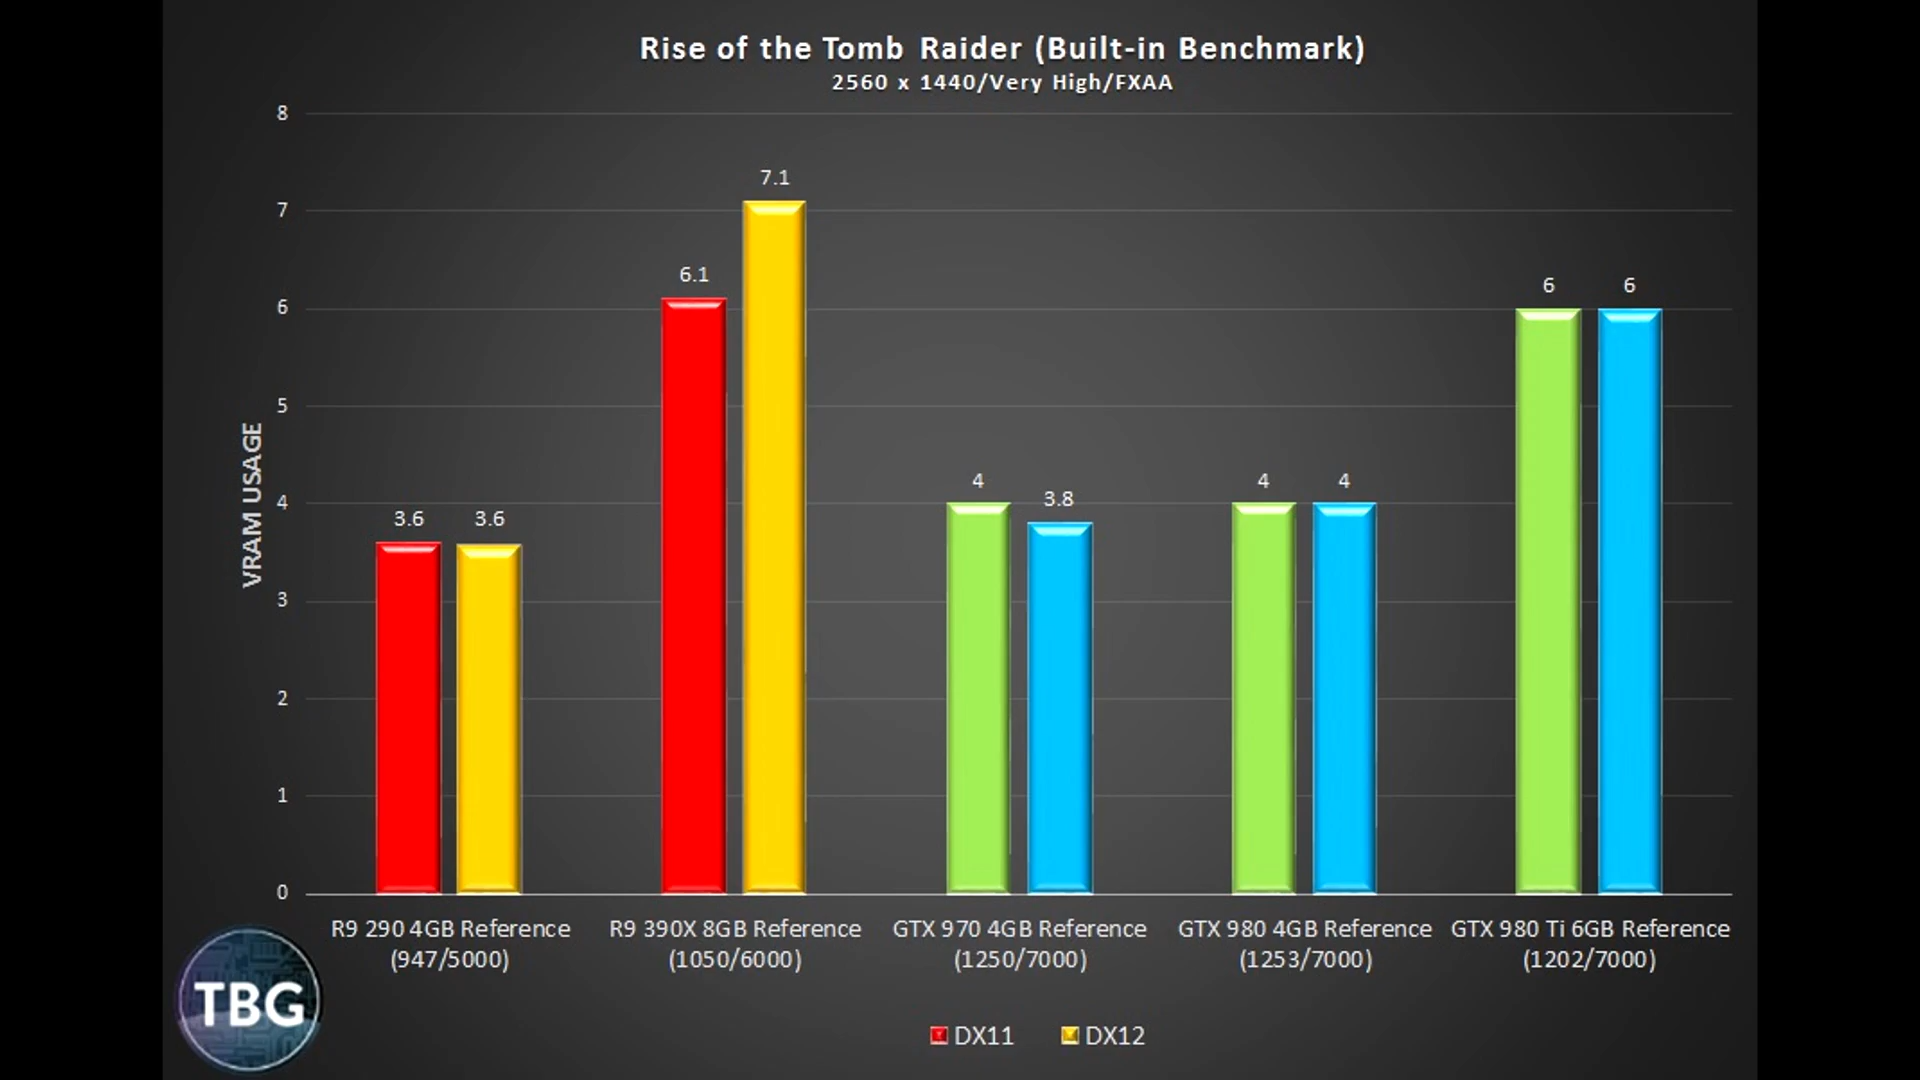 Rise of the Tomb Raider (Built-in Benchmark)
2560 x 1440/Very High/FXAA
VRAM USAGE
8
7
6
5
4
3
2
1
0
3.6
3.6
6.1
7.1
4
3.8
4
4
6
6
R9 290 4GB Reference
(947/5000)
R9 390X 8GB Reference
(1050/6000)
GTX 970 4GB Reference
(1250/7000)
GTX 980 4GB Reference
(1253/7000)
GTX 980 Ti 6GB Reference
(1202/7000)
TBG
DX11
DX12